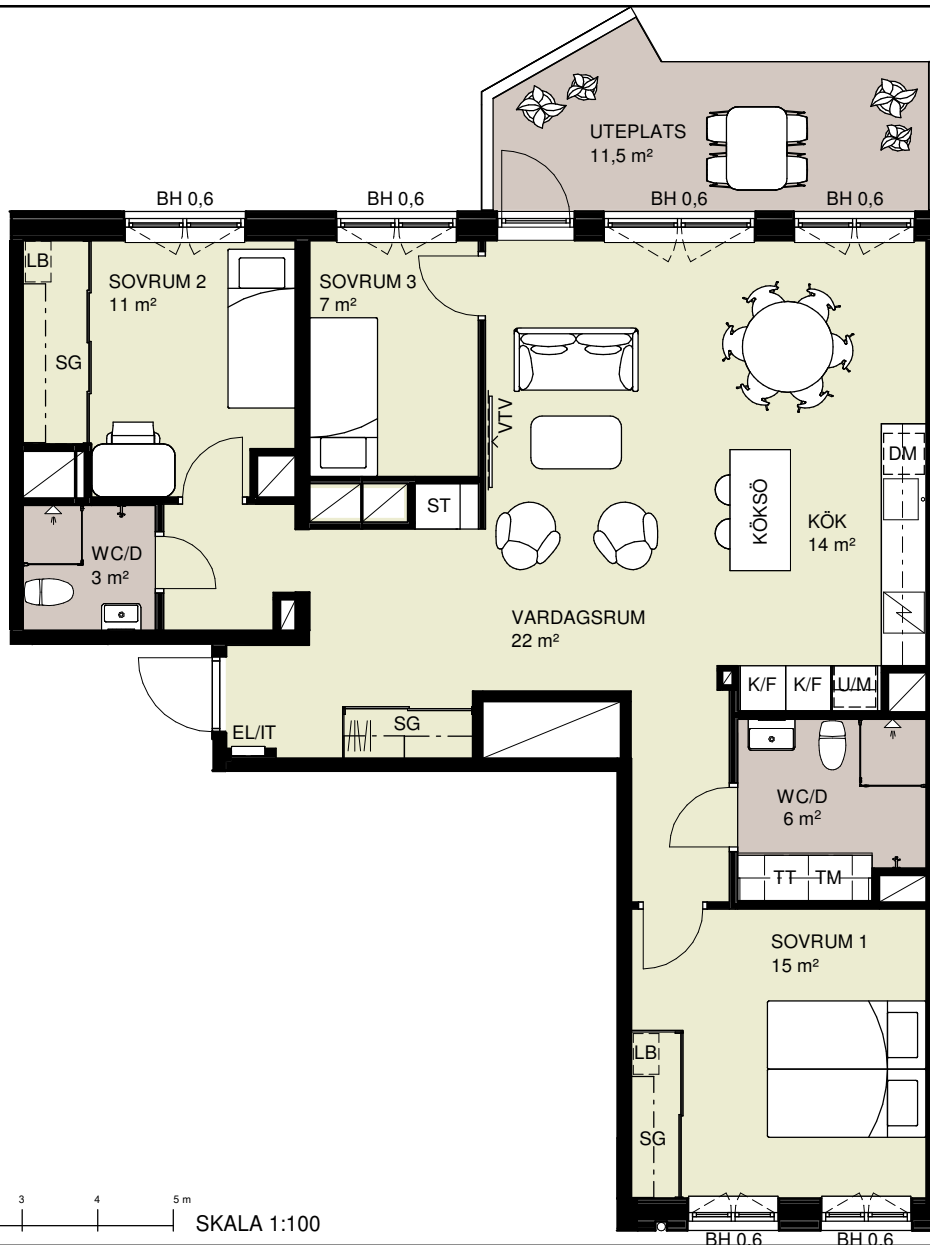 UTEPLATS
11,5 m²
BH 0,6
BH 0,6
BH 0,6
BH 0,6
LB
SOVRUM 2
11 m²
SOVRUM 3
7 m²
SG
VTV
DM
ST
KÖKSÖ
KÖK
14 m²
WC/D
3 m²
VARDAGSRUM
22 m²
K/F
K/F
U/M
EL/IT
SG
WC/D
6 m²
TT
TM
SOVRUM 1
15 m²
LB
SG
3
4
5 m
SKALA 1:100
BH 0,6
BH 0,6